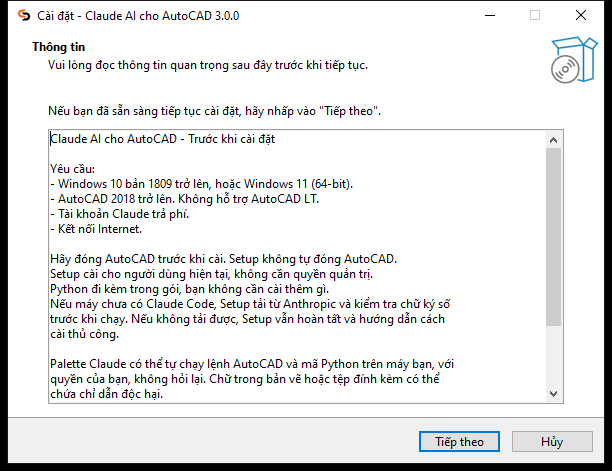 Cài đặt - Claude AI cho AutoCAD 3.0.0
Thông tin
Vui lòng đọc thông tin quan trọng sau đây trước khi tiếp tục.
Nếu bạn đã sẵn sàng tiếp tục cài đặt, hãy nhấp vào "Tiếp theo".
Claude AI cho AutoCAD - Trước khi cài đặt
Yêu cầu:
- Windows 10 bản 1809 trở lên, hoặc Windows 11 (64-bit).
- AutoCAD 2018 trở lên. Không hỗ trợ AutoCAD LT.
- Tài khoản Claude trả phí.
- Kết nối Internet.
Hãy đóng AutoCAD trước khi cài. Setup không tự đóng AutoCAD.
Setup cài cho người dùng hiện tại, không cần quyền quản trị.
Python đi kèm trong gói, bạn không cần cài thêm gì.
Nếu máy chưa có Claude Code, Setup tải từ Anthropic và kiểm tra chữ ký số
trước khi chạy. Nếu không tải được, Setup vẫn hoàn tất và hướng dẫn cách
cài thủ công.
Palette Claude có thể tự chạy lệnh AutoCAD và mã Python trên máy bạn, với
quyền của bạn, không hỏi lại. Chữ trong bản vẽ hoặc tệp đính kèm có thể
chứa chỉ dẫn độc hại.
Tiếp theo
Hủy